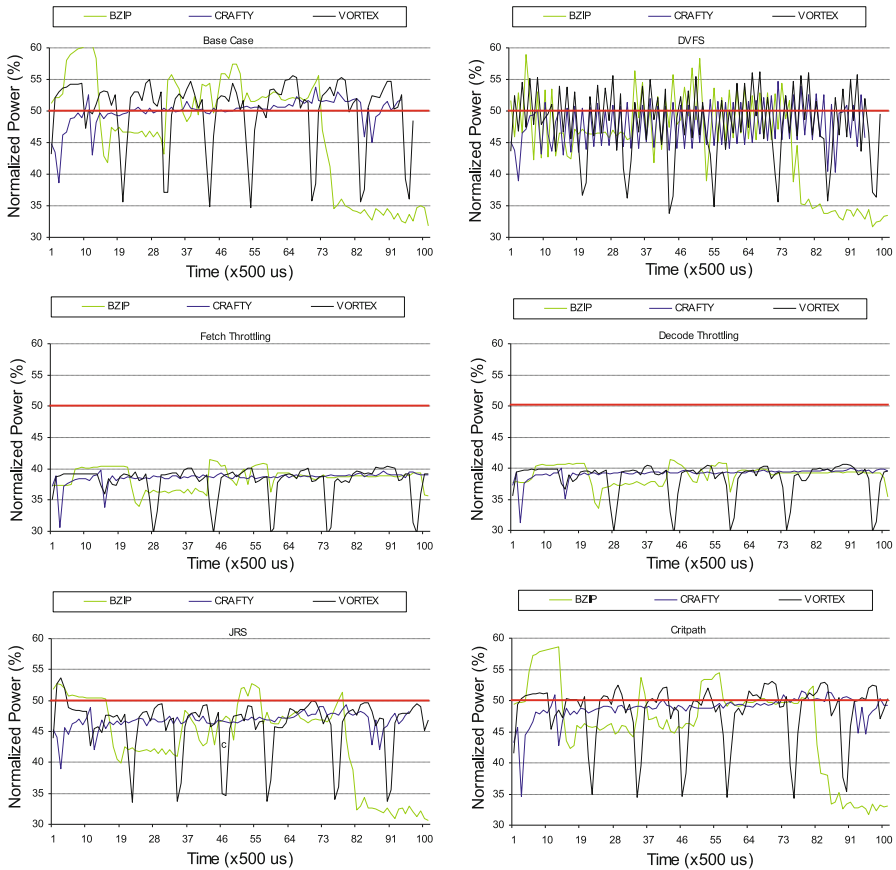 BZIP CRAFTY VORTEX
Base Case
Normalized Power (%)
60
55
50
45
40
35
30
1 10 19 28 37 46 55 64 73 82 91 100
Time (x500 us)
BZIP CRAFTY VORTEX
DVFS
Normalized Power (%)
60
55
50
45
40
35
30
1 10 19 28 37 46 55 64 73 82 91 100
Time (x500 us)
BZIP CRAFTY VORTEX
Fetch Throttling
Normalized Power (%)
60
55
50
45
40
35
30
1 10 19 28 37 46 55 64 73 82 91 100
Time (x500 us)
BZIP CRAFTY VORTEX
Decode Throttling
Normalized Power (%)
60
55
50
45
40
35
30
1 10 19 28 37 46 55 64 73 82 91 100
Time (x500 us)
BZIP CRAFTY VORTEX
JRS
Normalized Power (%)
60
55
50
45
40
35
30
c
1 10 19 28 37 46 55 64 73 82 91 100
Time (x500 us)
BZIP CRAFTY VORTEX
Critpath
Normalized Power (%)
60
55
50
45
40
35
30
1 10 19 28 37 46 55 64 73 82 91 100
Time (x500 us)